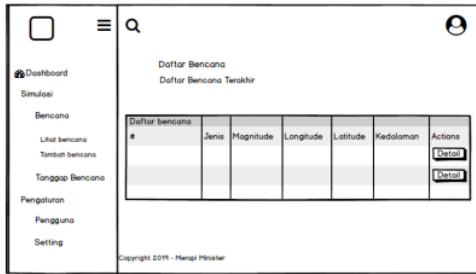 Dashboard
Simulasi
Bencana
Lihat bencana
Tambah bencana
Tanggap Bencana
Pengaturan
Pengguna
Setting
Daftar Bencana
Daftar Bencana Terakhir
Daftar bencana
# Jenis Magnitude Longitude Latitude Kedalaman Actions
Detail
Detail
Copyright 2019 - Merapi Minister